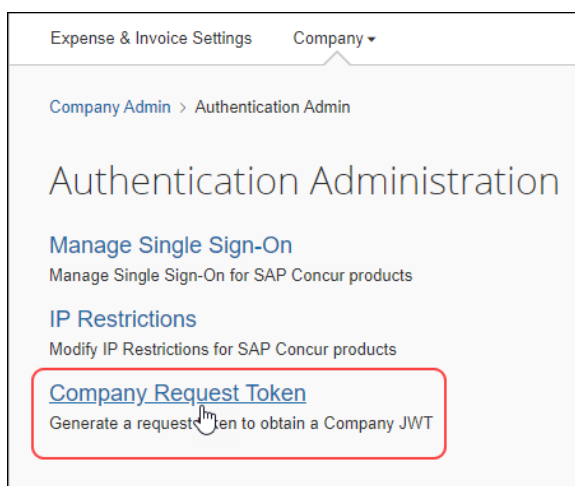 Expense & Invoice Settings Company
Company Admin > Authentication Admin
Authentication Administration
Manage Single Sign-On
Manage Single Sign-On for SAP Concur products
IP Restrictions
Modify IP Restrictions for SAP Concur products
Company Request Token
Generate a request token to obtain a Company JWT